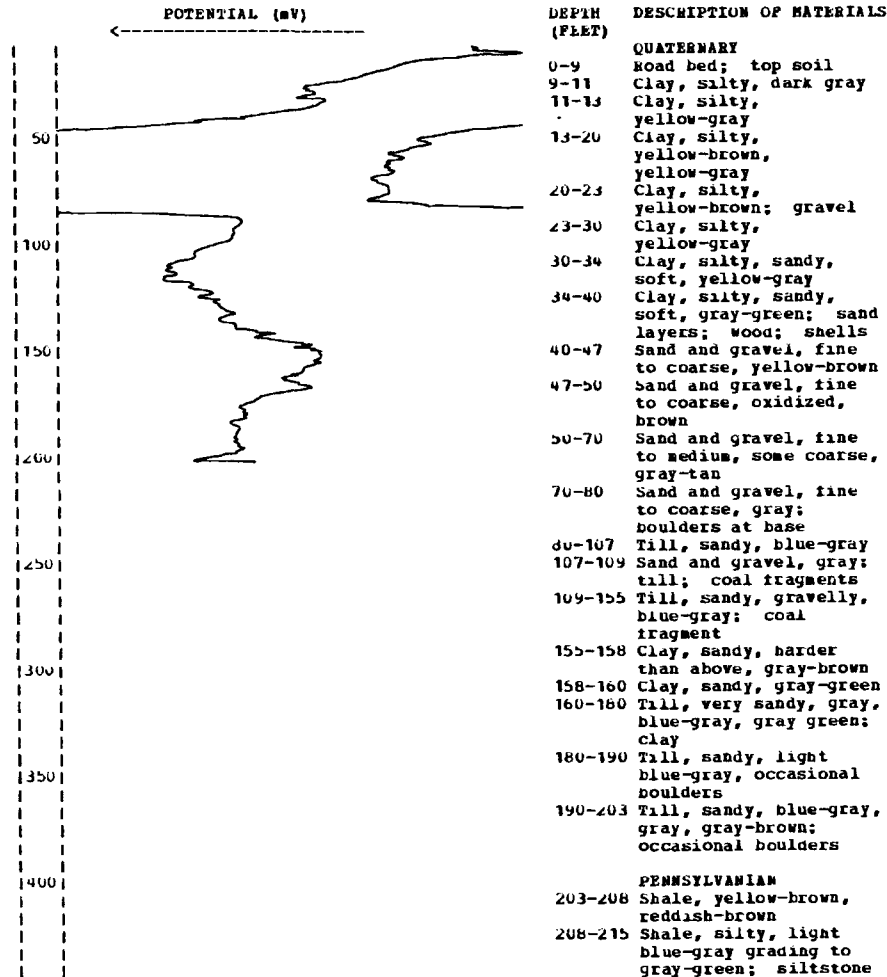 POTENTIAL (mV)
<--------------------
50
100
150
200
250
300
350
400
DEPTH DESCRIPTION OF MATERIALS
(FEET)
QUATERNARY
0-9 Road bed; top soil
9-11 Clay, silty, dark gray
11-13 Clay, silty,
yellow-gray
13-20 Clay, silty,
yellow-brown,
yellow-gray
20-23 Clay, silty,
yellow-brown; gravel
23-30 Clay, silty,
yellow-gray
30-34 Clay, silty, sandy,
soft, yellow-gray
34-40 Clay, silty, sandy,
soft, gray-green; sand
layers; wood; shells
40-47 Sand and gravel, fine
to coarse, yellow-brown
47-50 Sand and gravel, fine
to coarse, oxidized,
brown
50-70 Sand and gravel, fine
to medium, some coarse,
gray-tan
70-80 Sand and gravel, fine
to coarse, gray;
boulders at base
80-107 Till, sandy, blue-gray
107-109 Sand and gravel, gray;
till; coal fragments
109-155 Till, sandy, gravelly,
blue-gray; coal
fragment
155-158 Clay, sandy, harder
than above, gray-brown
158-160 Clay, sandy, gray-green
160-180 Till, very sandy, gray,
blue-gray, gray green;
clay
180-190 Till, sandy, light
blue-gray, occasional
boulders
190-203 Till, sandy, blue-gray,
gray, gray-brown;
occasional boulders
PENNSYLVANIAN
203-208 Shale, yellow-brown,
reddish-brown
208-215 Shale, silty, light
blue-gray grading to
gray-green; siltstone